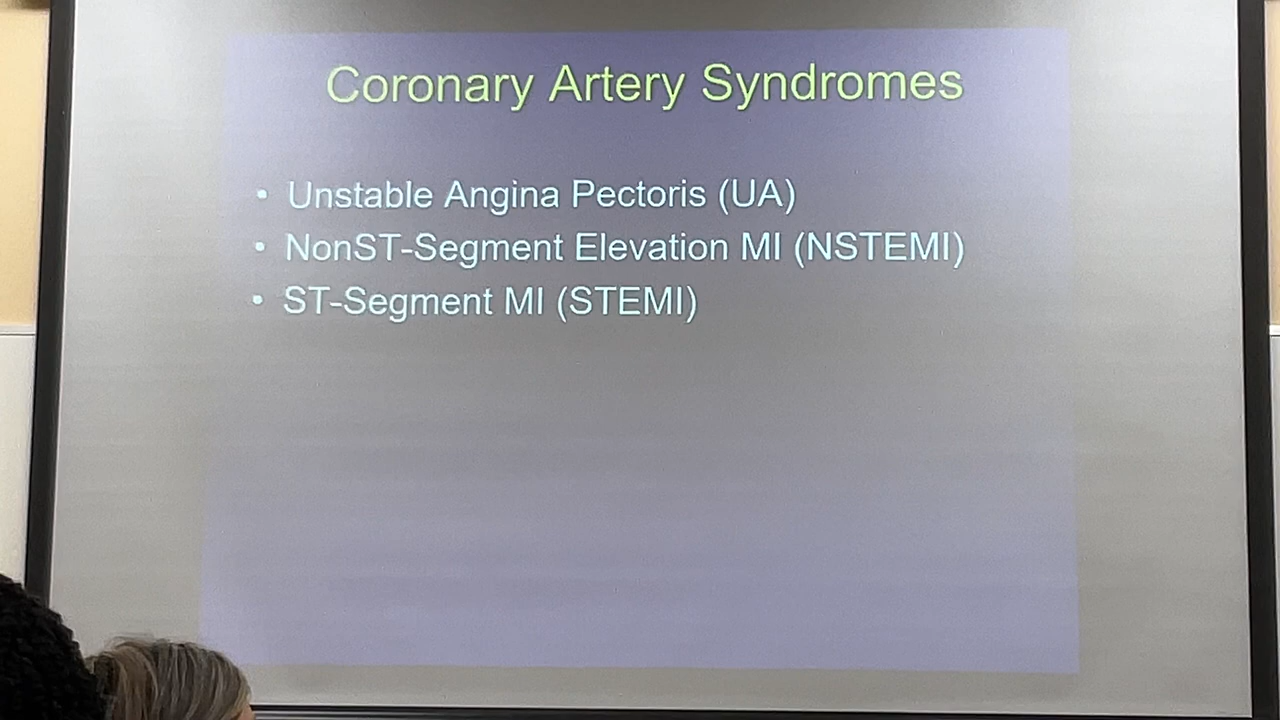 Coronary Artery Syndromes
• Unstable Angina Pectoris (UA)
• NonST-Segment Elevation MI (NSTEMI)
• ST-Segment MI (STEMI)